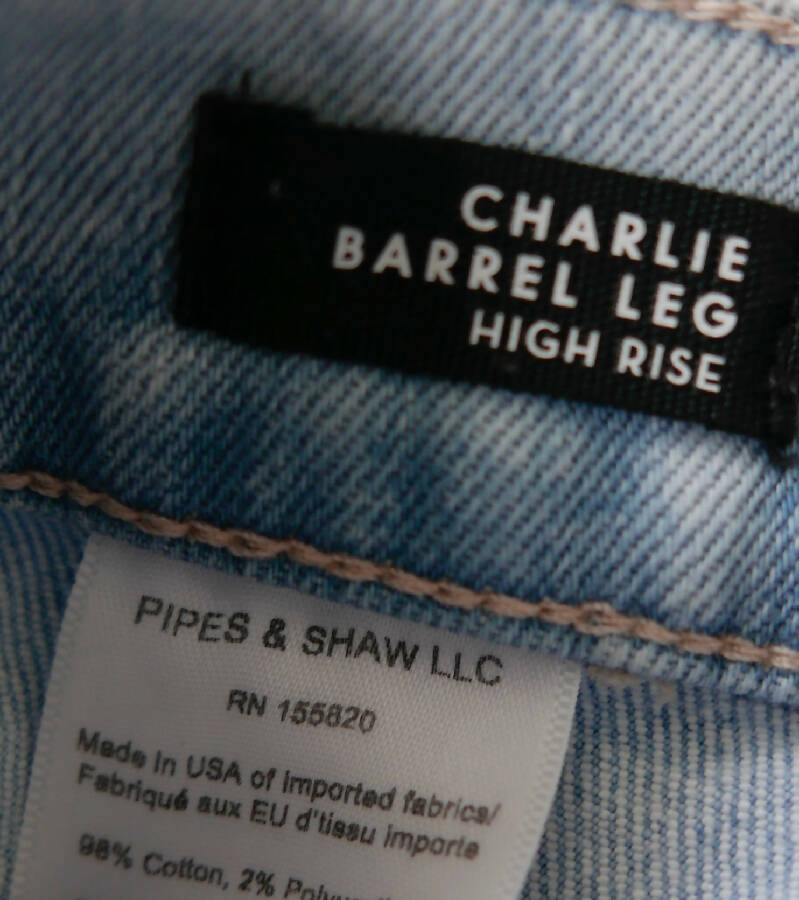 CHARLIE
BARREL LEG
HIGH RISE
PIPES & SHAW LLC
RN 155820
Made in USA of imported fabrics/
Fabriqué aux EU d'tissu importe
98% Cotton, 2%